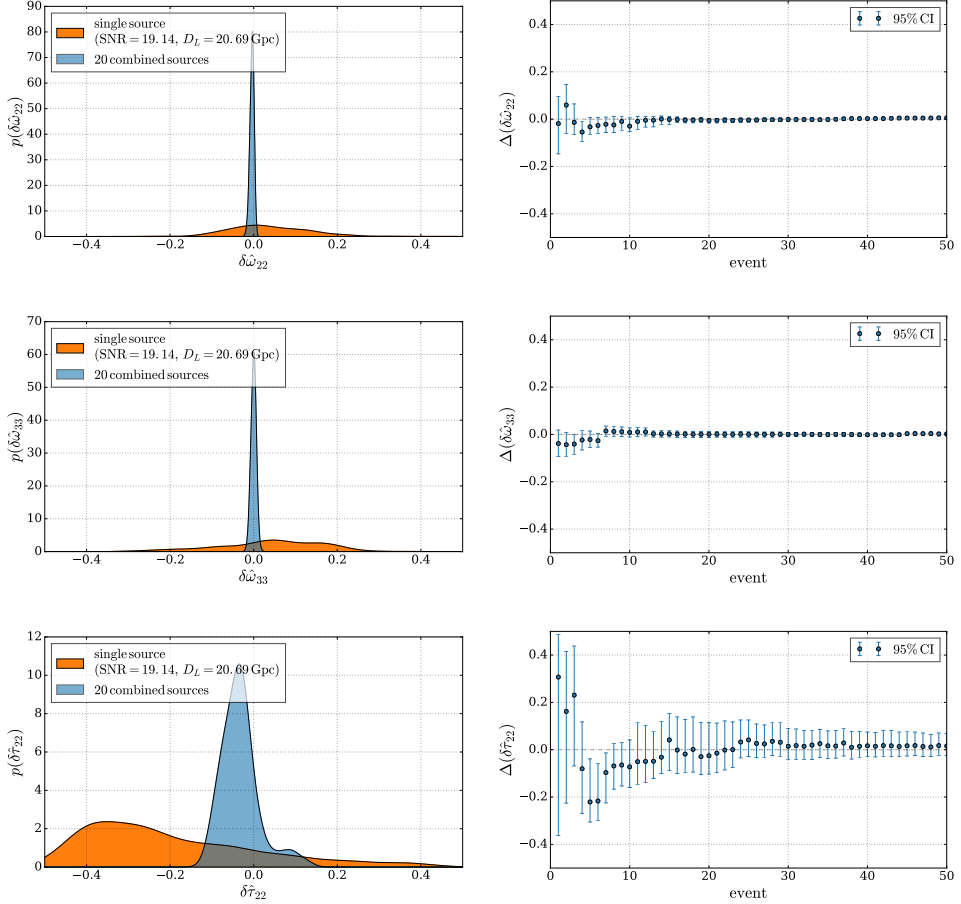 90
80
70
60
50
40
30
20
10
0
p(δω̂₂₂)
single source
(SNR = 19.14, D_L = 20.69 Gpc)
20 combined sources
−0.4 −0.2 0.0 0.2 0.4
δω̂₂₂
0.4
0.2
0.0
−0.2
−0.4
Δ(δω̂₂₂)
95% CI
0 10 20 30 40 50
event
70
60
50
40
30
20
10
0
p(δω̂₃₃)
single source
(SNR = 19.14, D_L = 20.69 Gpc)
20 combined sources
−0.4 −0.2 0.0 0.2 0.4
δω̂₃₃
0.4
0.2
0.0
−0.2
−0.4
Δ(δω̂₃₃)
95% CI
0 10 20 30 40 50
event
12
10
8
6
4
2
0
p(δτ̂₂₂)
single source
(SNR = 19.14, D_L = 20.69 Gpc)
20 combined sources
−0.4 −0.2 0.0 0.2 0.4
δτ̂₂₂
0.4
0.2
0.0
−0.2
−0.4
Δ(δτ̂₂₂)
95% CI
0 10 20 30 40 50
event